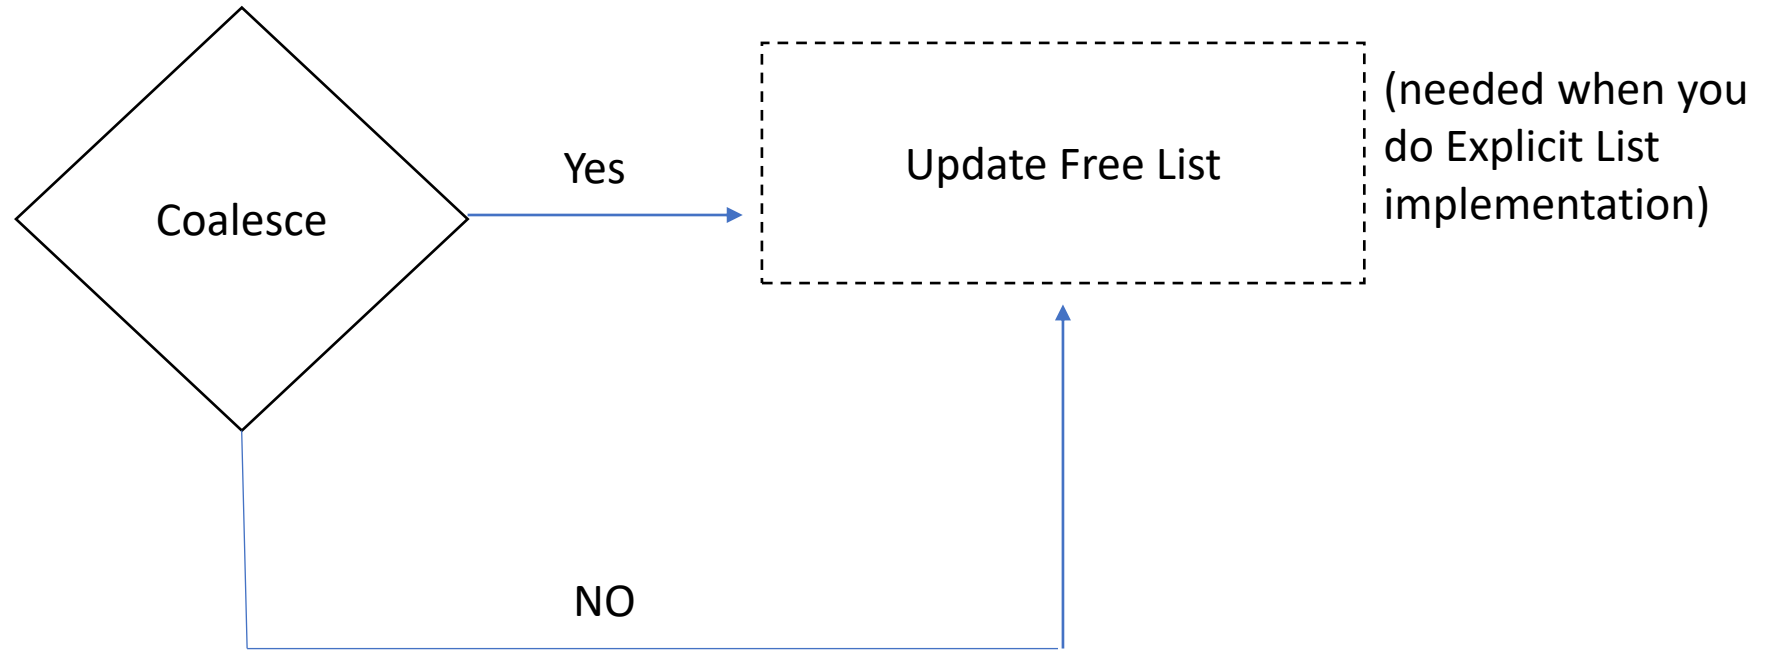 Coalesce
Yes
Update Free List
(needed when you
do Explicit List
implementation)
NO